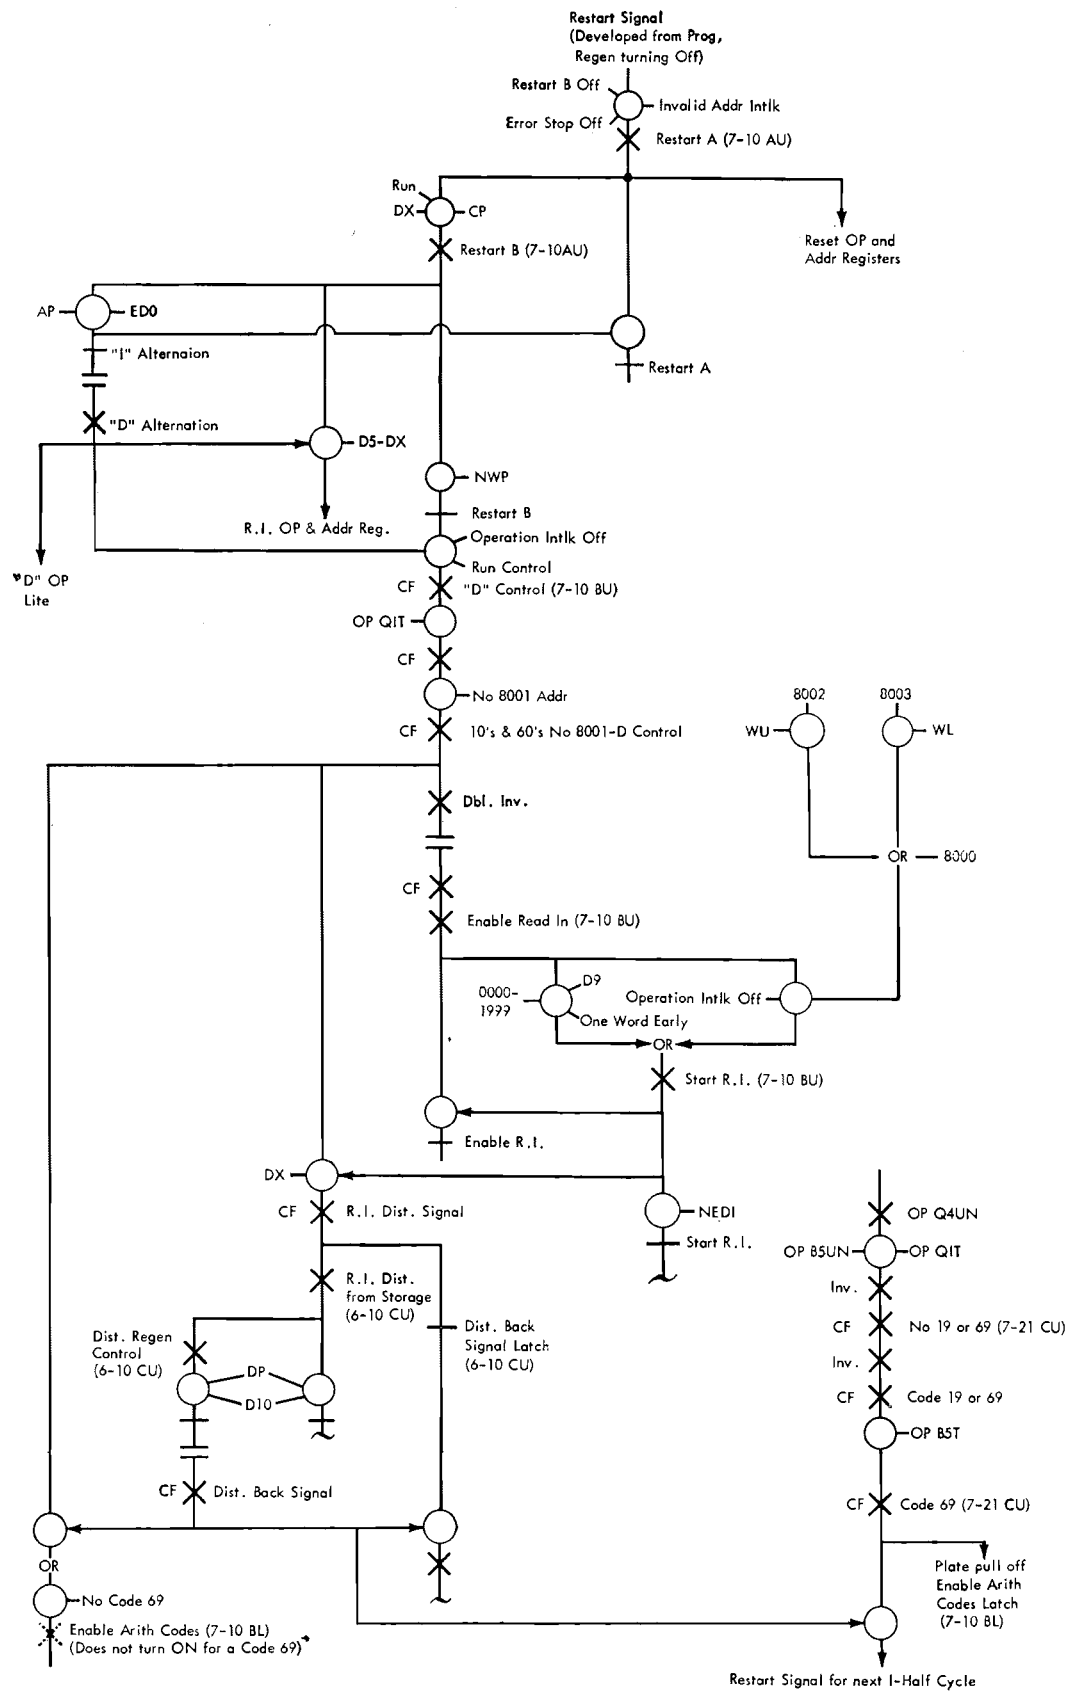 Restart Signal
(Developed from Prog,
Regen turning Off)
Restart B Off
Invalid Addr Intlk
Error Stop Off
Restart A (7-10 AU)
Run
DX
CP
Restart B (7-10AU)
Reset OP and
Addr Registers
AP
ED0
"I" Alternaion
Restart A
"D" Alternation
D5-DX
NWP
Restart B
R.I. OP & Addr Reg.
Operation Intlk Off
Run Control
"D" OP
Lite
CF
"D" Control (7-10 BU)
OP QIT
CF
No 8001 Addr
CF
10's & 60's No 8001-D Control
8002
8003
WU
WL
Dbl. Inv.
OR
8000
CF
Enable Read In (7-10 BU)
D9
0000-
1999
One Word Early
Operation Intlk Off
OR
Start R.I. (7-10 BU)
Enable R.I.
DX
CF
R.I. Dist. Signal
NEDI
Start R.I.
OP Q4UN
OP B5UN
OP QIT
Inv.
CF
No 19 or 69 (7-21 CU)
Inv.
CF
Code 19 or 69
OP B5T
R.I. Dist.
from Storage
(6-10 CU)
Dist. Regen
Control
(6-10 CU)
Dist. Back
Signal Latch
(6-10 CU)
DP
D10
CF
Dist. Back Signal
CF
Code 69 (7-21 CU)
OR
No Code 69
Enable Arith Codes (7-10 BL)
(Does not turn ON for a Code 69)
Plate pull off
Enable Arith
Codes Latch
(7-10 BL)
Restart Signal for next I-Half Cycle